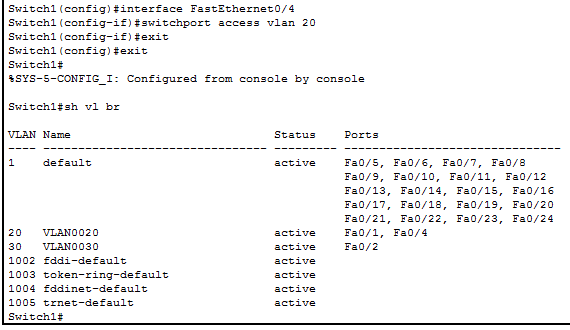 Switch1(config)#interface FastEthernet0/4
Switch1(config-if)#switchport access vlan 20
Switch1(config-if)#exit
Switch1(config)#exit
Switch1#
%SYS-5-CONFIG_I: Configured from console by console
Switch1#sh vl br
VLAN Name                             Status    Ports
---- -------------------------------- --------- -------------------------------
1    default                          active    Fa0/5, Fa0/6, Fa0/7, Fa0/8
                                                Fa0/9, Fa0/10, Fa0/11, Fa0/12
                                                Fa0/13, Fa0/14, Fa0/15, Fa0/16
                                                Fa0/17, Fa0/18, Fa0/19, Fa0/20
                                                Fa0/21, Fa0/22, Fa0/23, Fa0/24
20   VLAN0020                         active    Fa0/1, Fa0/4
30   VLAN0030                         active    Fa0/2
1002 fddi-default                     active
1003 token-ring-default               active
1004 fddinet-default                  active
1005 trnet-default                    active
Switch1#